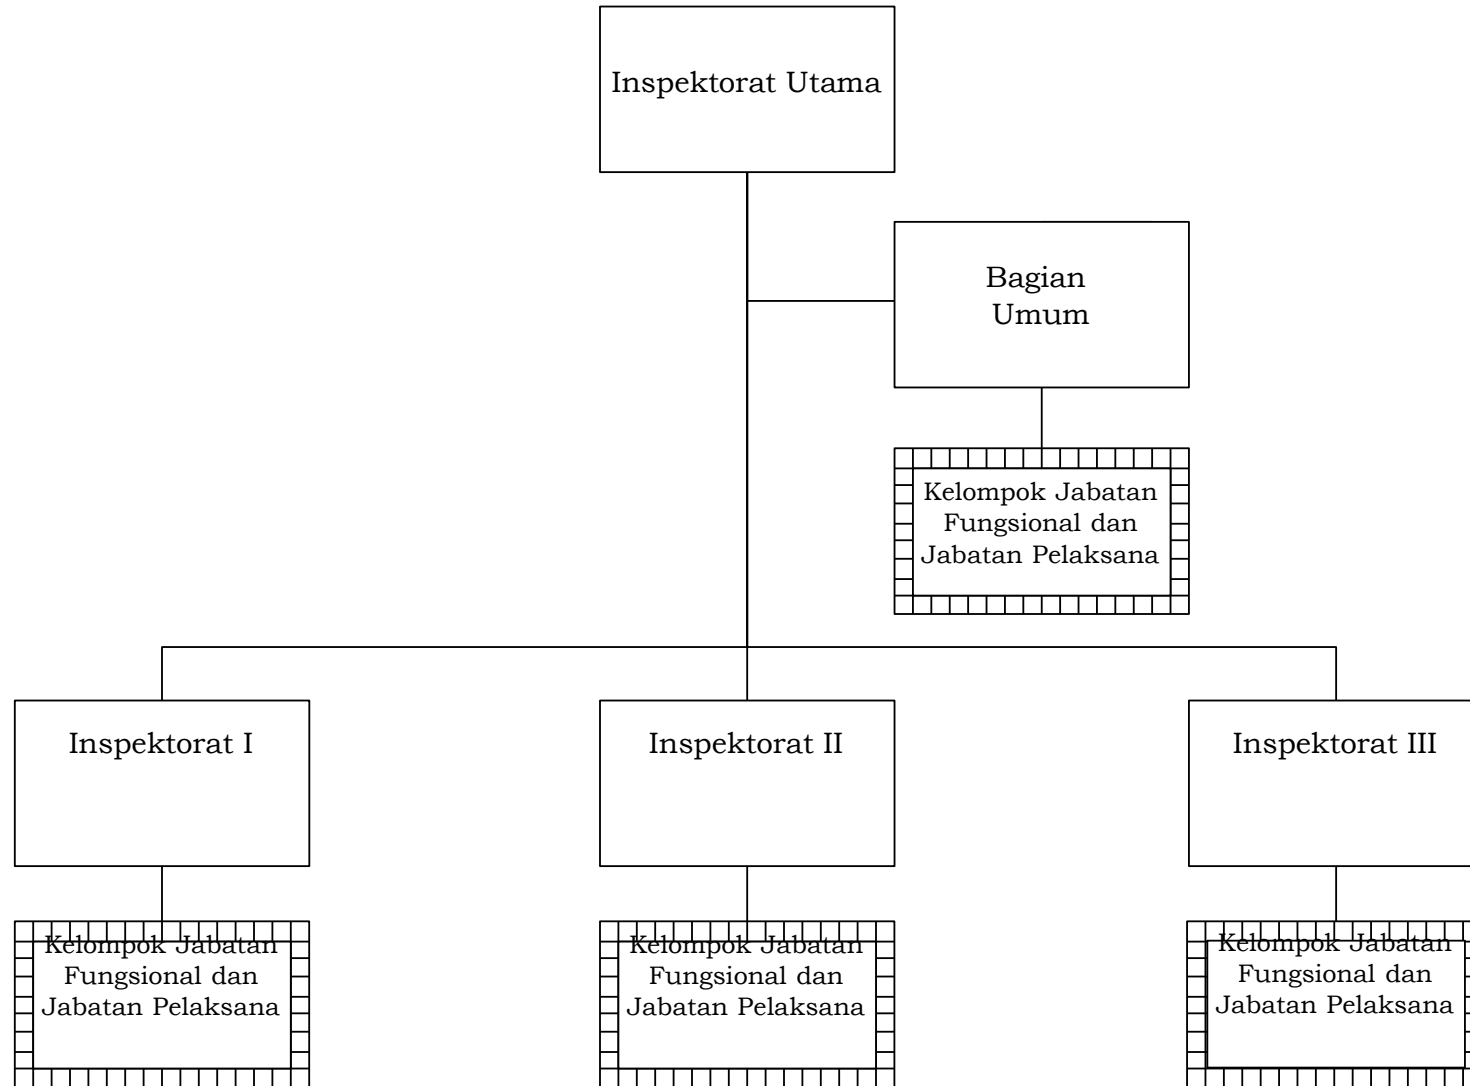 Inspektorat Utama
Bagian
Umum
Kelompok Jabatan
Fungsional dan
Jabatan Pelaksana
Inspektorat I
Inspektorat II
Inspektorat III
Kelompok Jabatan
Fungsional dan
Jabatan Pelaksana
Kelompok Jabatan
Fungsional dan
Jabatan Pelaksana
Kelompok Jabatan
Fungsional dan
Jabatan Pelaksana